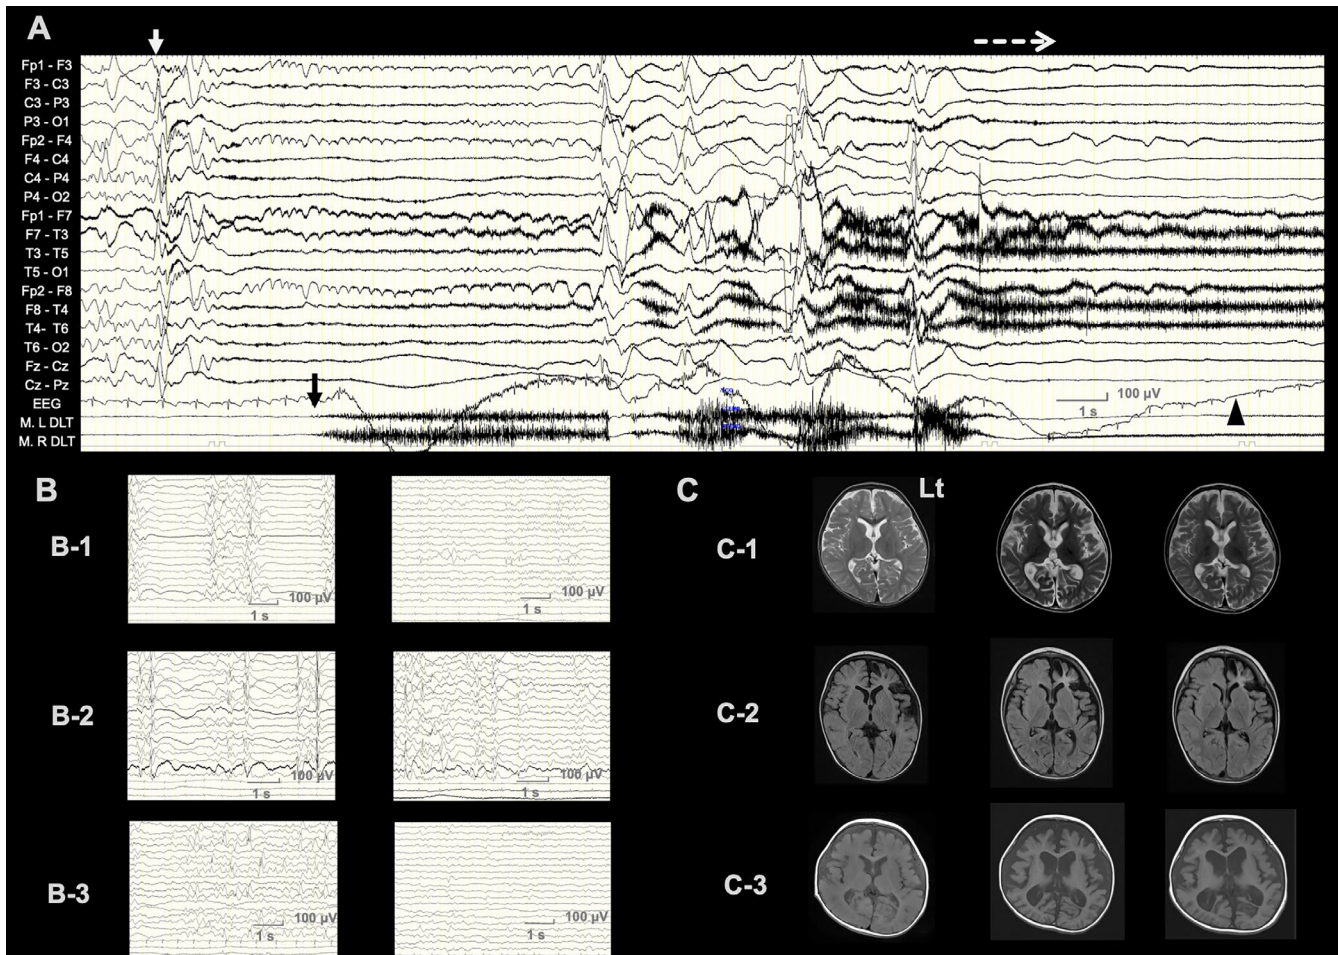 A
Fp1 - F3
F3 - C3
C3 - P3
P3 - O1
Fp2 - F4
F4 - C4
C4 - P4
P4 - O2
Fp1 - F7
F7 - T3
T3 - T5
T5 - O1
Fp2 - F8
F8 - T4
T4- T6
T6 - O2
Fz - Cz
Cz - Pz
EEG
M. L DLT
M. R DLT
100 µV
1 s
B
B-1
100 µV
1 s
100 µV
1 s
B-2
100 µV
1 s
100 µV
1 s
B-3
100 µV
1 s
100 µV
1 s
C
Lt
C-1
C-2
C-3